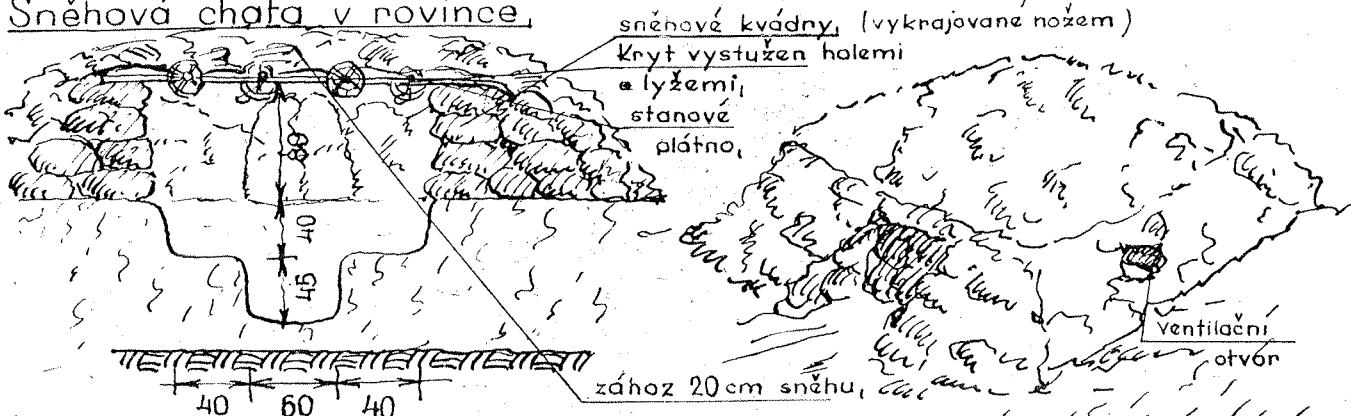 Sněhová chata v rovince,
sněhové kvádry, (vykrajované nožem)
Kryt vystužen holemi
a lyžemi,
stanové
plátno,
80
40
45
ventilační
otvor
zához 20 cm sněhu,
40 60 40